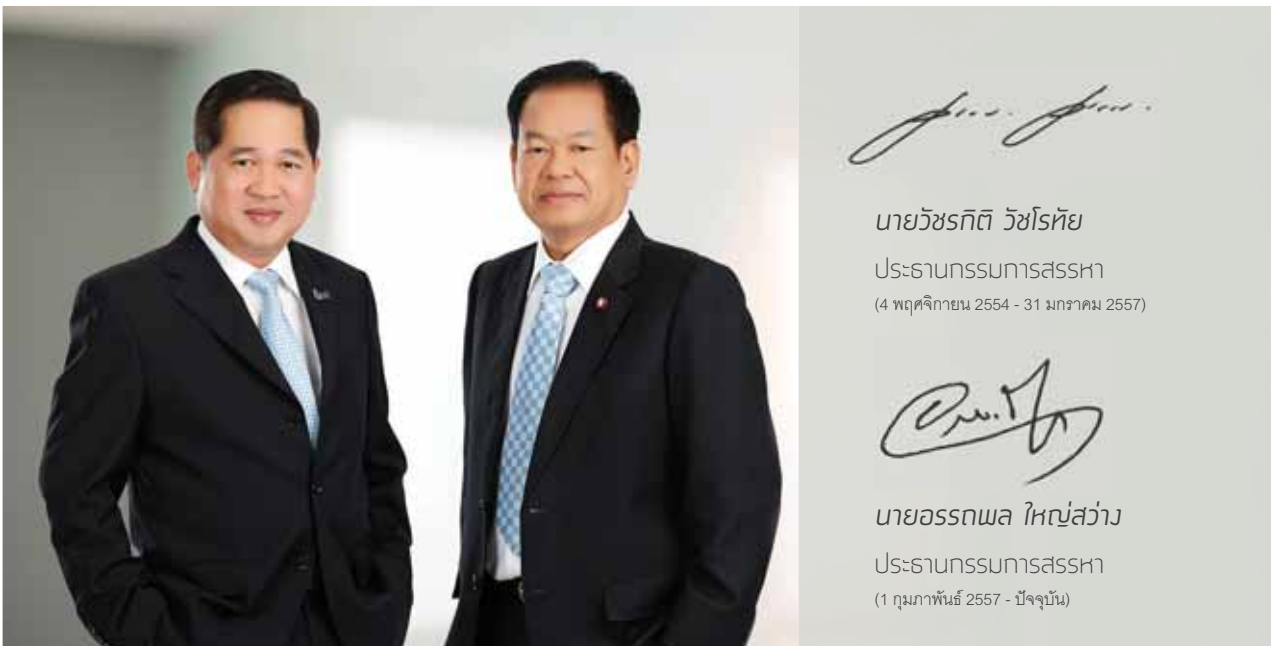 นายวัชรกิติ วัชโรทัย
ประธานกรรมการสรรหา
(4 พฤศจิกายน 2554 - 31 มกราคม 2557)
นายอรรถพล ใหญ่สว่าง
ประธานกรรมการสรรหา
(1 กุมภาพันธ์ 2557 - ปัจจุบัน)